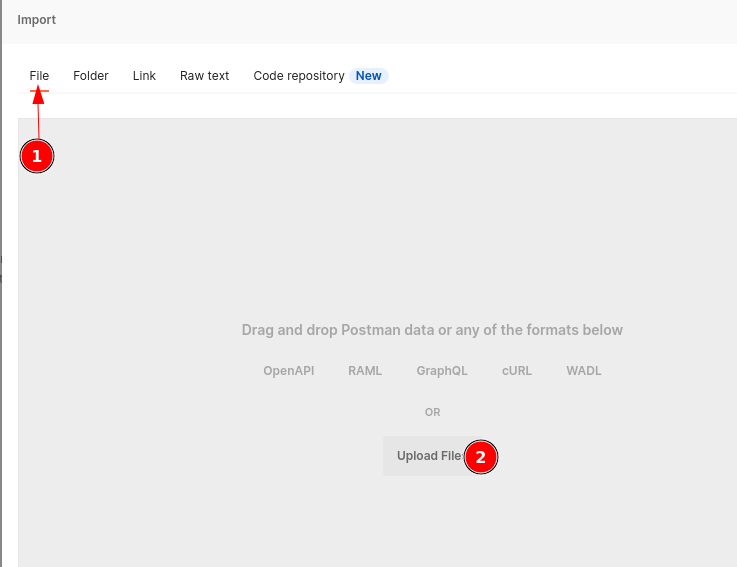 Import
File Folder Link Raw text Code repository New
1
Drag and drop Postman data or any of the formats below
OpenAPI RAML GraphQL cURL WADL
OR
Upload File 2